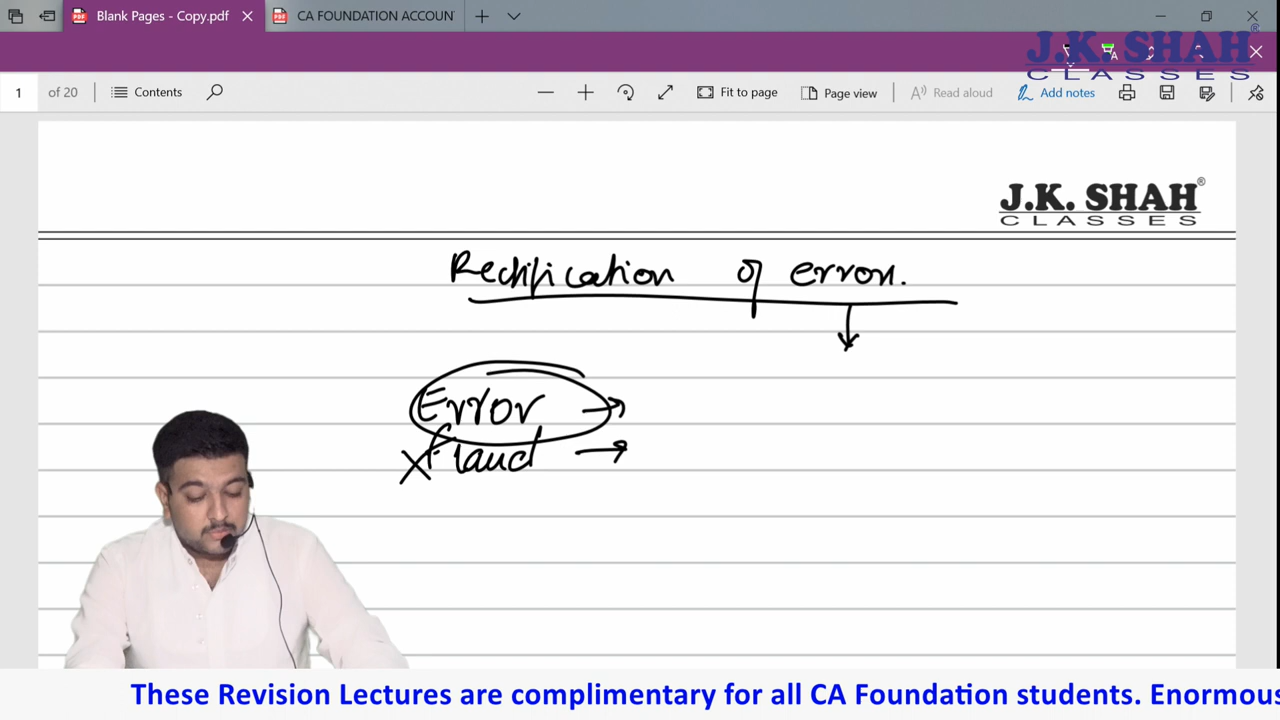 Blank Pages - Copy.pdf
CA FOUNDATION ACCOUN
J.K. SHAH®
CLASSES
1 of 20 Contents Fit to page Page view Read aloud Add notes
J.K. SHAH®
CLASSES
Rectification of error.
Error →
X Fraud →
These Revision Lectures are complimentary for all CA Foundation students. Enormous